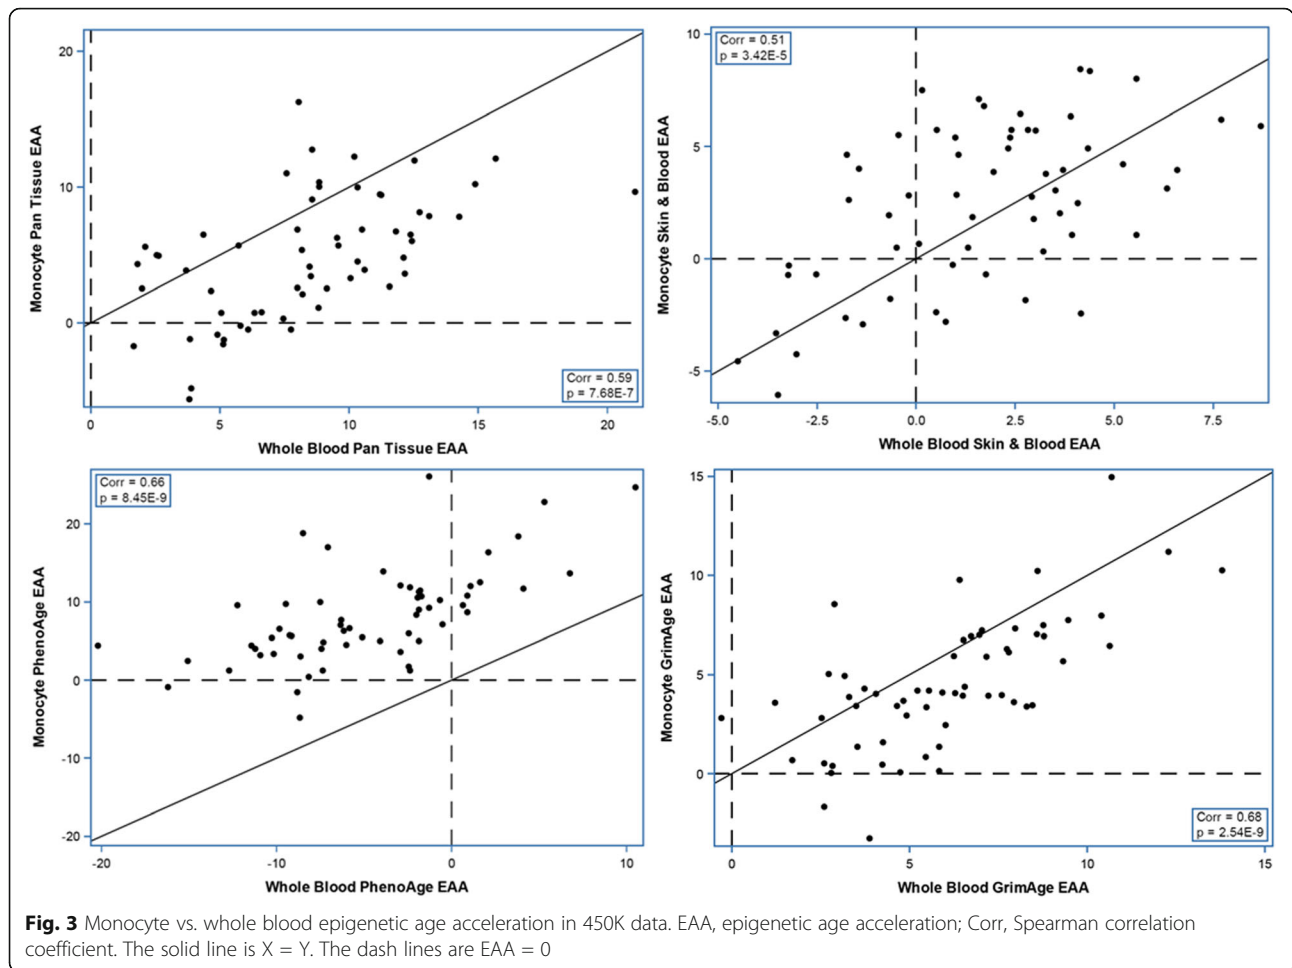 Corr = 0.59
p = 7.68E-7
20
10
0
0
5
10
15
20
Monocyte Pan Tissue EAA
Whole Blood Pan Tissue EAA
Corr = 0.51
p = 3.42E-5
10
5
0
-5
-5.0
-2.5
0.0
2.5
5.0
7.5
Monocyte Skin & Blood EAA
Whole Blood Skin & Blood EAA
Corr = 0.66
p = 8.45E-9
20
10
0
-10
-20
-20
-10
0
10
Monocyte PhenoAge EAA
Whole Blood PhenoAge EAA
15
10
5
0
Corr = 0.68
p = 2.54E-9
0
5
10
15
Monocyte GrimAge EAA
Whole Blood GrimAge EAA
Fig. 3 Monocyte vs. whole blood epigenetic age acceleration in 450K data. EAA, epigenetic age acceleration; Corr, Spearman correlation
coefficient. The solid line is X = Y. The dash lines are EAA = 0